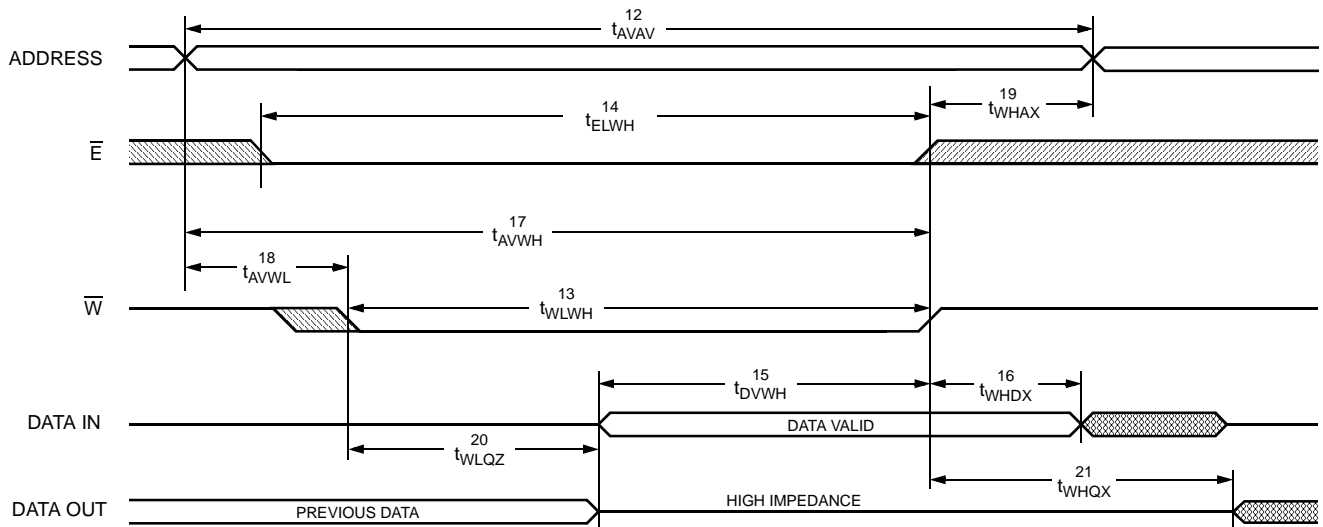 12
tAVAV
ADDRESS
19
tWHAX
14
tELWH
E
17
tAVWH
18
tAVWL
13
tWLWH
W
15
tDVWH
16
tWHDX
DATA IN
DATA VALID
20
tWLQZ
21
tWHQX
HIGH IMPEDANCE
DATA OUT
PREVIOUS DATA